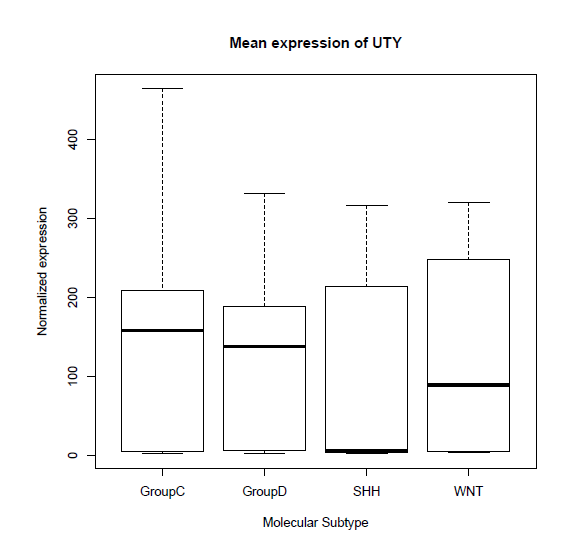 Mean expression of UTY
Normalized expression
400
300
200
100
0
GroupC GroupD SHH WNT
Molecular Subtype